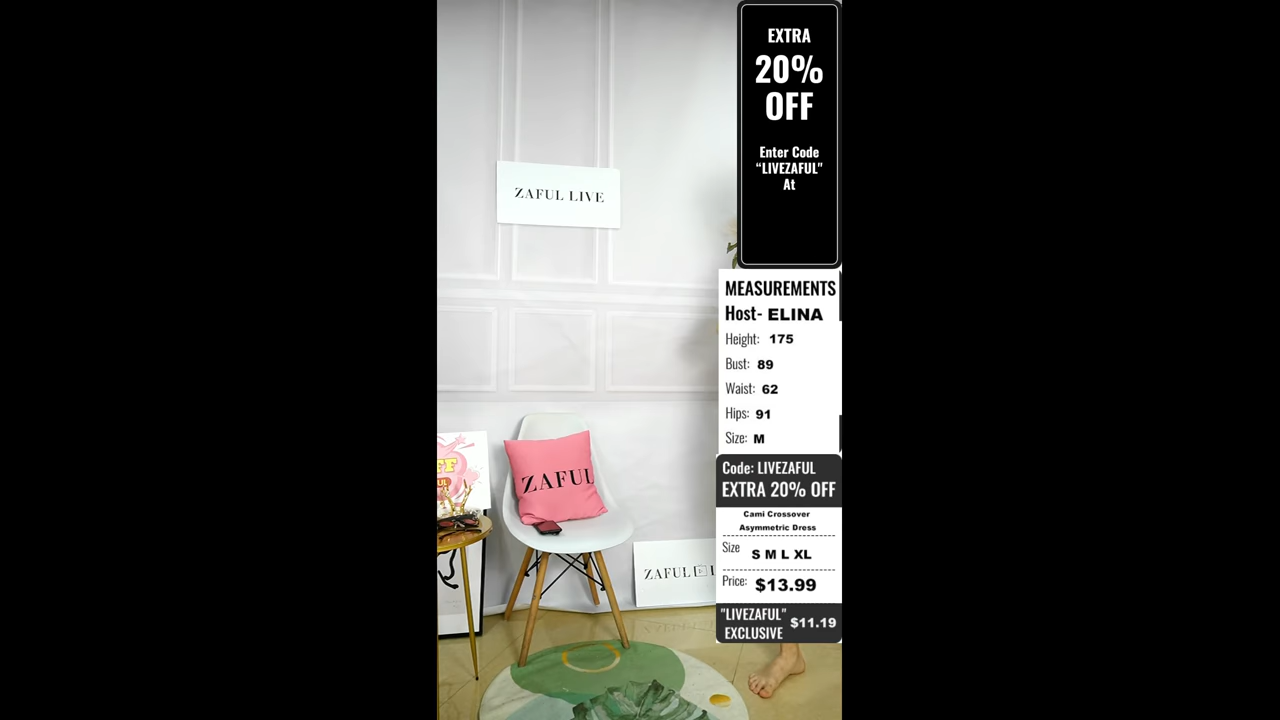 EXTRA
20%
OFF
Enter Code
“LIVEZAFUL”
At
ZAFUL LIVE
MEASUREMENTS
Host- ELINA
Height: 175
Bust: 89
Waist: 62
Hips: 91
Size: M
Code: LIVEZAFUL
EXTRA 20% OFF
Cami Crossover
Asymmetric Dress
Size S M L XL
Price: $13.99
"LIVEZAFUL" $11.19
EXCLUSIVE
ZAFUL
ZAFUL